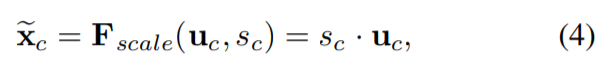 x̃_c = F_scale(u_c, s_c) = s_c · u_c, (4)